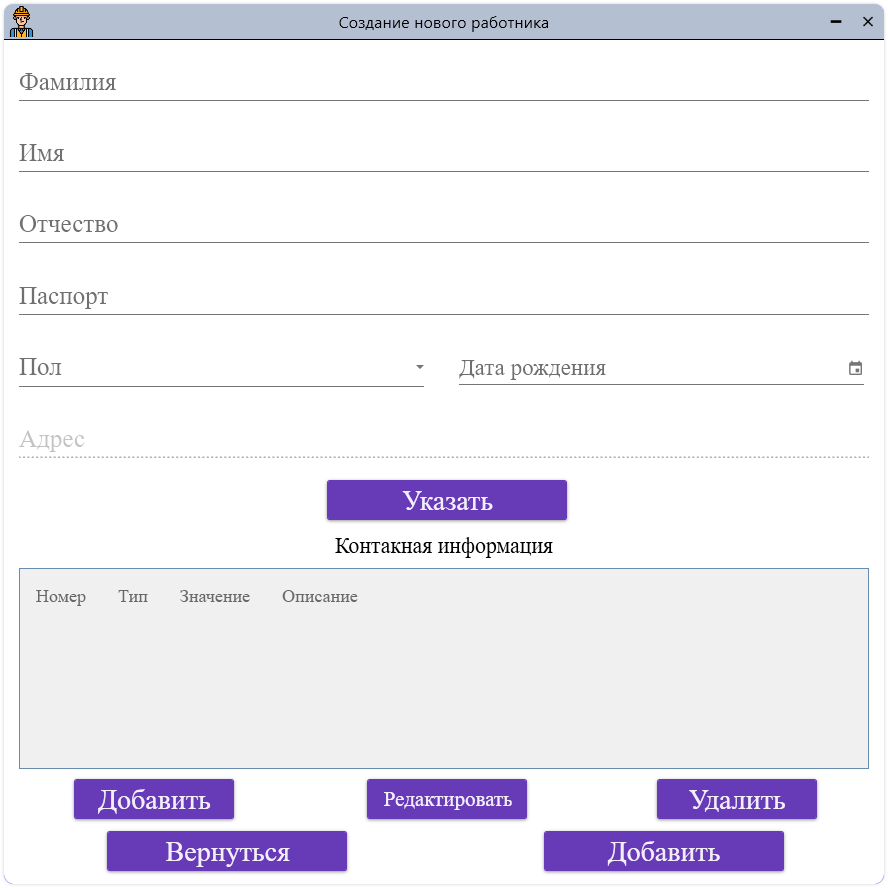 Создание нового работника
Фамилия
Имя
Отчество
Паспорт
Пол Дата рождения
Адрес
Указать
Контакная информация
Номер Тип Значение Описание
Добавить Редактировать Удалить
Вернуться Добавить